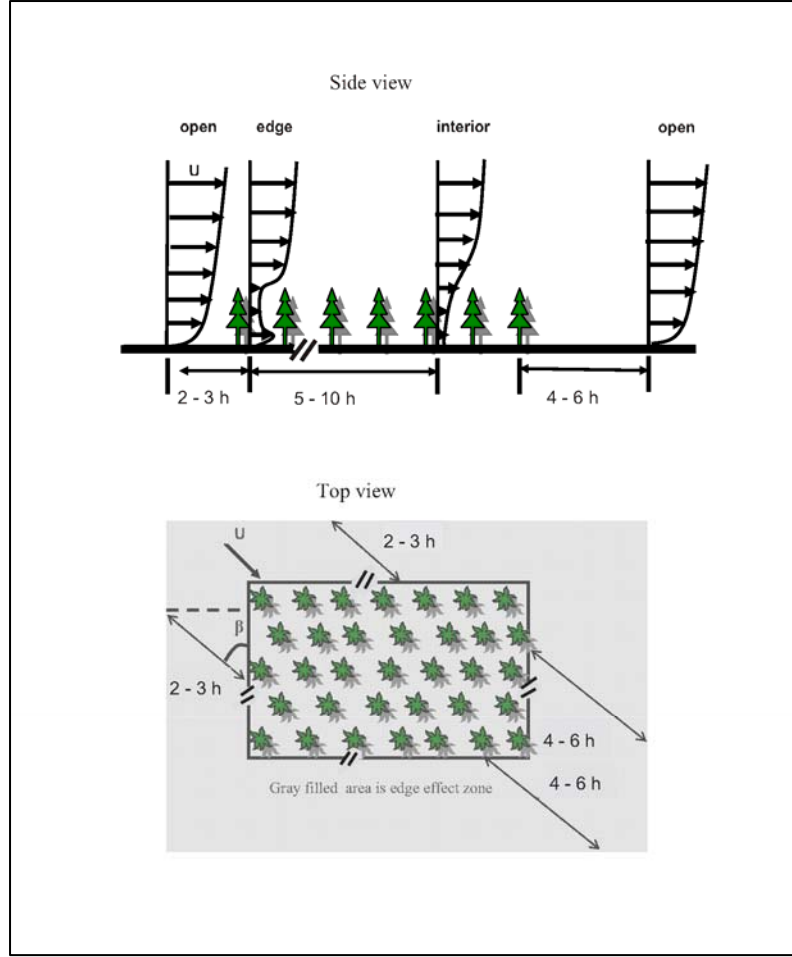 Side view
open edge interior open
U
2 - 3 h 5 - 10 h 4 - 6 h
Top view
U
2 - 3 h
β
2 - 3 h
4 - 6 h
Gray filled area is edge effect zone
4 - 6 h